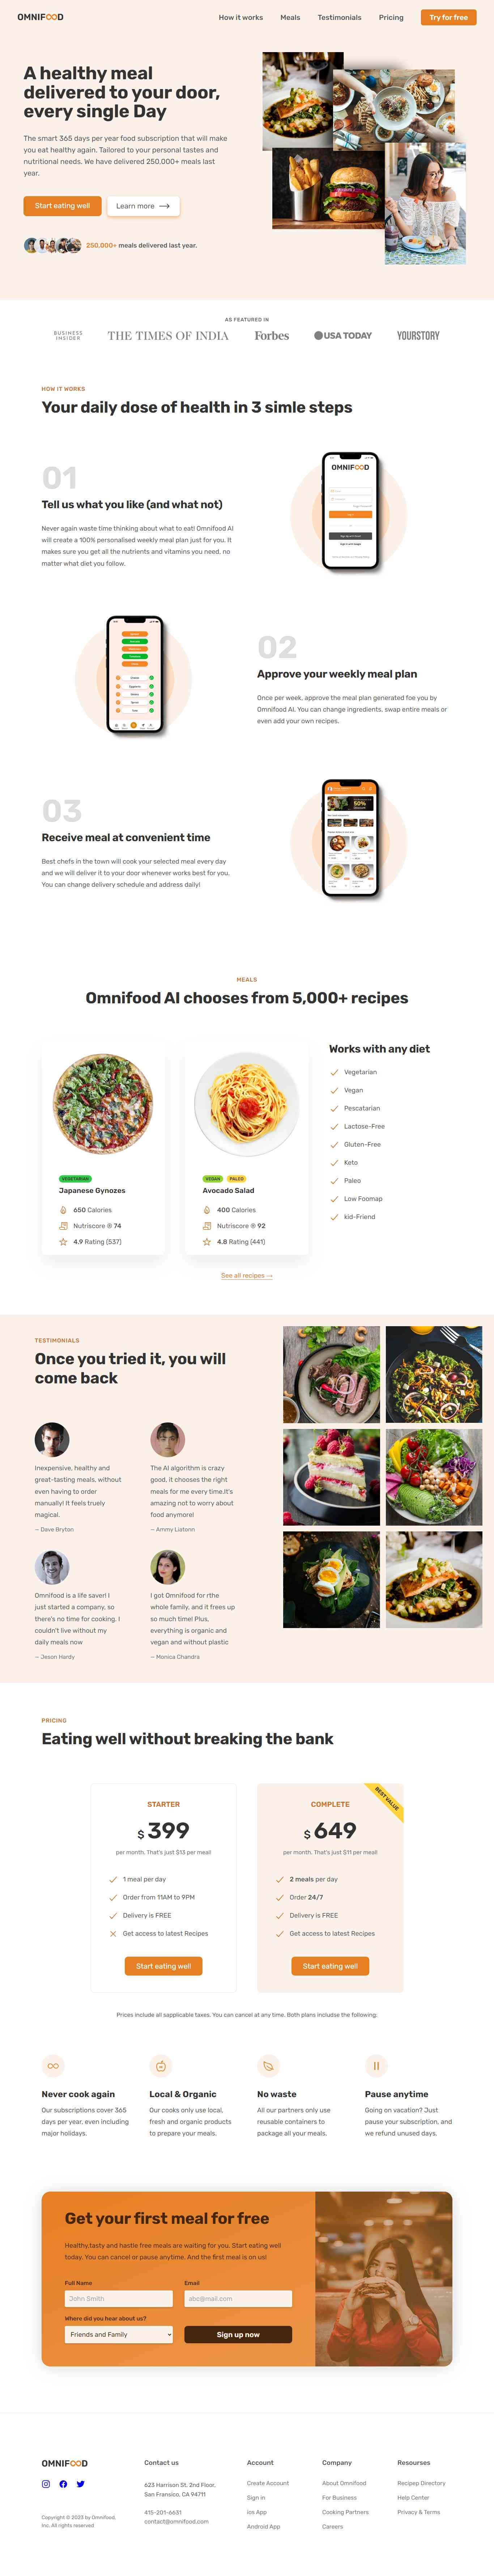 OMNIFOOD
How it works
Meals
Testimonials
Pricing
Try for free
A healthy meal
delivered to your door,
every single Day
The smart 365 days per year food subscription that will make
you eat healthy again. Tailored to your personal tastes and
nutritional needs. We have delivered 250,000+ meals last
year.
Start eating well
Learn more
250,000+ meals delivered last year.
AS FEATURED IN
BUSINESS
INSIDER
THE TIMES OF INDIA
Forbes
USA TODAY
YOURSTORY
HOW IT WORKS
Your daily dose of health in 3 simle steps
01
Tell us what you like (and what not)
Never again waste time thinking about what to eat! Omnifood AI
will create a 100% personalised weekly meal plan just for you. It
makes sure you get all the nutrients and vitamins you need, no
matter what diet you follow.
OMNIFOOD
02
Approve your weekly meal plan
Once per week, approve the meal plan generated foe you by
Omnifood AI. You can change ingredients, swap entire meals or
even add your own recipes.
03
Receive meal at convenient time
Best chefs in the town will cook your selected meal every day
and we will deliver it to your door whenever works best for you.
You can change delivery schedule and address daily!
50%
MEALS
Omnifood AI chooses from 5,000+ recipes
VEGETARIAN
Japanese Gynozes
650 Calories
Nutriscore ® 74
4.9 Rating (537)
VEGAN
PALEO
Avocado Salad
400 Calories
Nutriscore ® 92
4.8 Rating (441)
Works with any diet
Vegetarian
Vegan
Pescatarian
Lactose-Free
Gluten-Free
Keto
Paleo
Low Foomap
kid-Friend
See all recipes →
TESTIMONIALS
Once you tried it, you will
come back
Inexpensive, healthy and
great-tasting meals, without
even having to order
manually! It feels truely
magical.
— Dave Bryton
The AI algorithm is crazy
good, it chooses the right
meals for me every time.It's
amazing not to worry about
food anymore!
— Ammy Liatonn
Omnifood is a life saver! I
just started a company, so
there's no time for cooking. I
couldn't live without my
daily meals now
— Jeson Hardy
I got Omnifood for rthe
whole family, and it frees up
so much time! Plus,
everything is organic and
vegan and without plastic
— Monica Chandra
PRICING
Eating well without breaking the bank
STARTER
$ 399
per month. That's just $13 per meal!
1 meal per day
Order from 11AM to 9PM
Delivery is FREE
Get access to latest Recipes
Start eating well
BEST VALUE
COMPLETE
$ 649
per month. That's just $11 per meal!
2 meals per day
Order 24/7
Delivery is FREE
Get access to latest Recipes
Start eating well
Prices include all sapplicable taxes. You can cancel at any time. Both plans includse the following:
Never cook again
Our subscriptions cover 365
days per year, even including
major holidays.
Local & Organic
Our cooks only use local,
fresh and organic products
to prepare your meals.
No waste
All our partners only use
reusable containers to
package all your meals.
Pause anytime
Going on vacation? Just
pause your subscription, and
we refund unused days.
Get your first meal for free
Healthy,tasty and hastle free meals are waiting for you. Start eating well
today. You can cancel or pause anytime. And the first meal is on us!
Full Name
John Smith
Email
abc@mail.com
Where did you hear about us?
Friends and Family
Sign up now
OMNIFOOD
Copyright © 2023 by Omnifood,
Inc. All rights reserved
Contact us
623 Harrison St. 2nd Floor,
San Fransico, CA 94711
415-201-6631
contact@omnifood.com
Account
Create Account
Sign in
ios App
Android App
Company
About Omnifood
For Business
Cooking Partners
Careers
Resourses
Recipep Directory
Help Center
Privacy & Terms